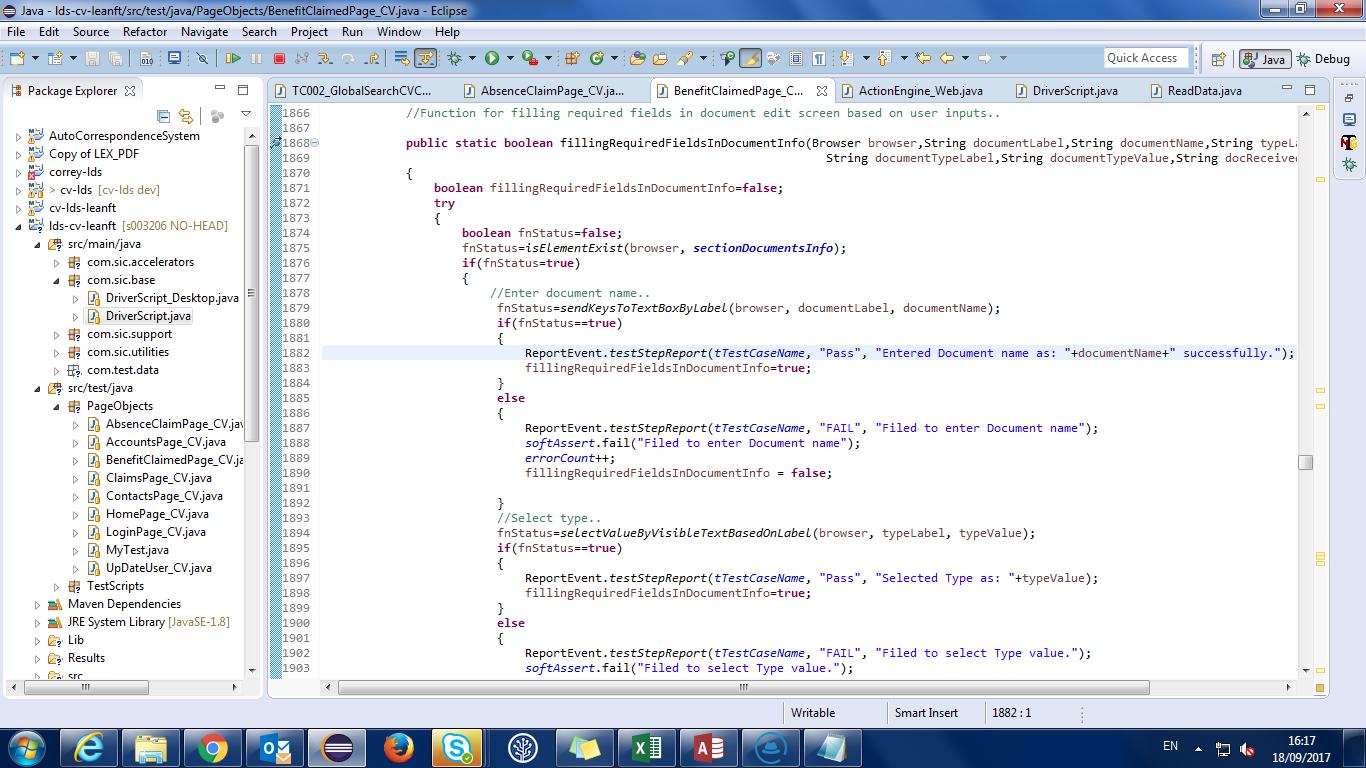 Java - lds-cv-leanft/src/test/java/PageObjects/BenefitClaimedPage_CV.java - Eclipse
File Edit Source Refactor Navigate Search Project Run Window Help
Quick Access
Java
Debug
Package Explorer
TC002_GlobalSearchCVC...
AbsenceClaimPage_CV.ja...
BenefitClaimedPage_C...
ActionEngine_Web.java
DriverScript.java
ReadData.java
AutoCorrespondenceSystem
Copy of LEX_PDF
correy-lds
> cv-lds [cv-lds dev]
cv-lds-leanft
lds-cv-leanft [s003206 NO-HEAD]
src/main/java
com.sic.accelerators
com.sic.base
DriverScript_Desktop.java
DriverScript.java
com.sic.support
com.sic.utilities
com.test.data
src/test/java
PageObjects
AbsenceClaimPage_CV.jav
AccountsPage_CV.java
BenefitClaimedPage_CV.ja
ClaimsPage_CV.java
ContactsPage_CV.java
HomePage_CV.java
LoginPage_CV.java
MyTest.java
UpDateUser_CV.java
TestScripts
Maven Dependencies
JRE System Library [JavaSE-1.8]
Lib
Results
src
1866 //Function for filling required fields in document edit screen based on user inputs..
1867
1868 public static boolean fillingRequiredFieldsInDocumentInfo(Browser browser,String documentLabel,String documentName,String typeL
1869 String documentTypeLabel,String documentTypeValue,String docReceived
1870 {
1871 boolean fillingRequiredFieldsInDocumentInfo=false;
1872 try
1873 {
1874 boolean fnStatus=false;
1875 fnStatus=isElementExist(browser, sectionDocumentsInfo);
1876 if(fnStatus=true)
1877 {
1878 //Enter document name..
1879 fnStatus=sendKeysToTextBoxByLabel(browser, documentLabel, documentName);
1880 if(fnStatus==true)
1881 {
1882 ReportEvent.testStepReport(tTestCaseName, "Pass", "Entered Document name as: "+documentName+" successfully.");
1883 fillingRequiredFieldsInDocumentInfo=true;
1884 }
1885 else
1886 {
1887 ReportEvent.testStepReport(tTestCaseName, "FAIL", "Filed to enter Document name");
1888 softAssert.fail("Filed to enter Document name");
1889 errorCount++;
1890 fillingRequiredFieldsInDocumentInfo = false;
1891
1892 }
1893 //Select type..
1894 fnStatus=selectValueByVisibleTextBasedOnLabel(browser, typeLabel, typeValue);
1895 if(fnStatus==true)
1896 {
1897 ReportEvent.testStepReport(tTestCaseName, "Pass", "Selected Type as: "+typeValue);
1898 fillingRequiredFieldsInDocumentInfo=true;
1899 }
1900 else
1901 {
1902 ReportEvent.testStepReport(tTestCaseName, "FAIL", "Filed to select Type value.");
1903 softAssert.fail("Filed to select Type value.");
Writable
Smart Insert
1882 : 1
EN
16:17
18/09/2017